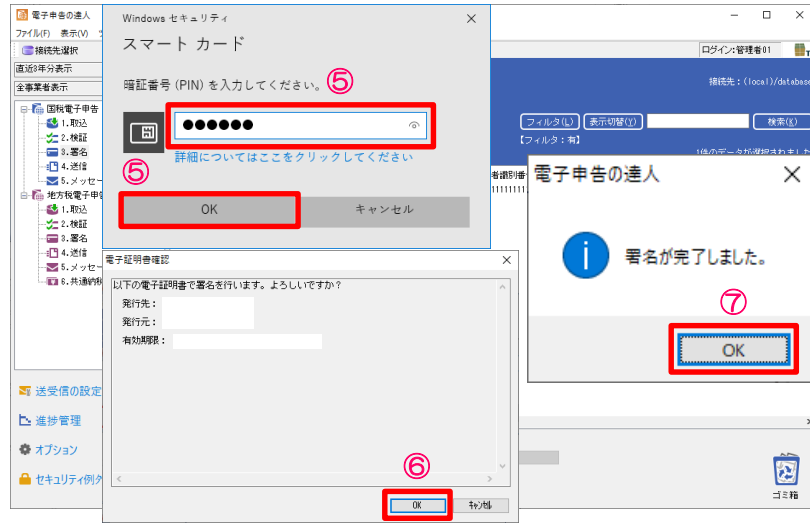 電子申告の達人
ファイル(F) 表示(V)
接続先選択
ログイン:管理者01
直近3年分表示
全事業者表示
接続先:(local)/database
国税電子申告
1.取込
2.検証
3.署名
4.送信
5.メッセー
地方税電子申告
1.取込
2.検証
3.署名
4.送信
5.メッセー
6.共通納税
送受信の設定
進捗管理
オプション
セキュリティ例外
フィルタ(L)
表示切替(Y)
検索(K)
【フィルタ:有】
1件のデータが選択されました
者識別番
11111111
ゴミ箱
Windows セキュリティ
スマート カード
暗証番号 (PIN) を入力してください。
⑤
●●●●●●
詳細についてはここをクリックしてください
⑤
OK
キャンセル
電子証明書確認
以下の電子証明書で署名を行います。よろしいですか?
発行先:
発行元:
有効期限:
⑥
OK
キャンセル
電子申告の達人
署名が完了しました。
⑦
OK